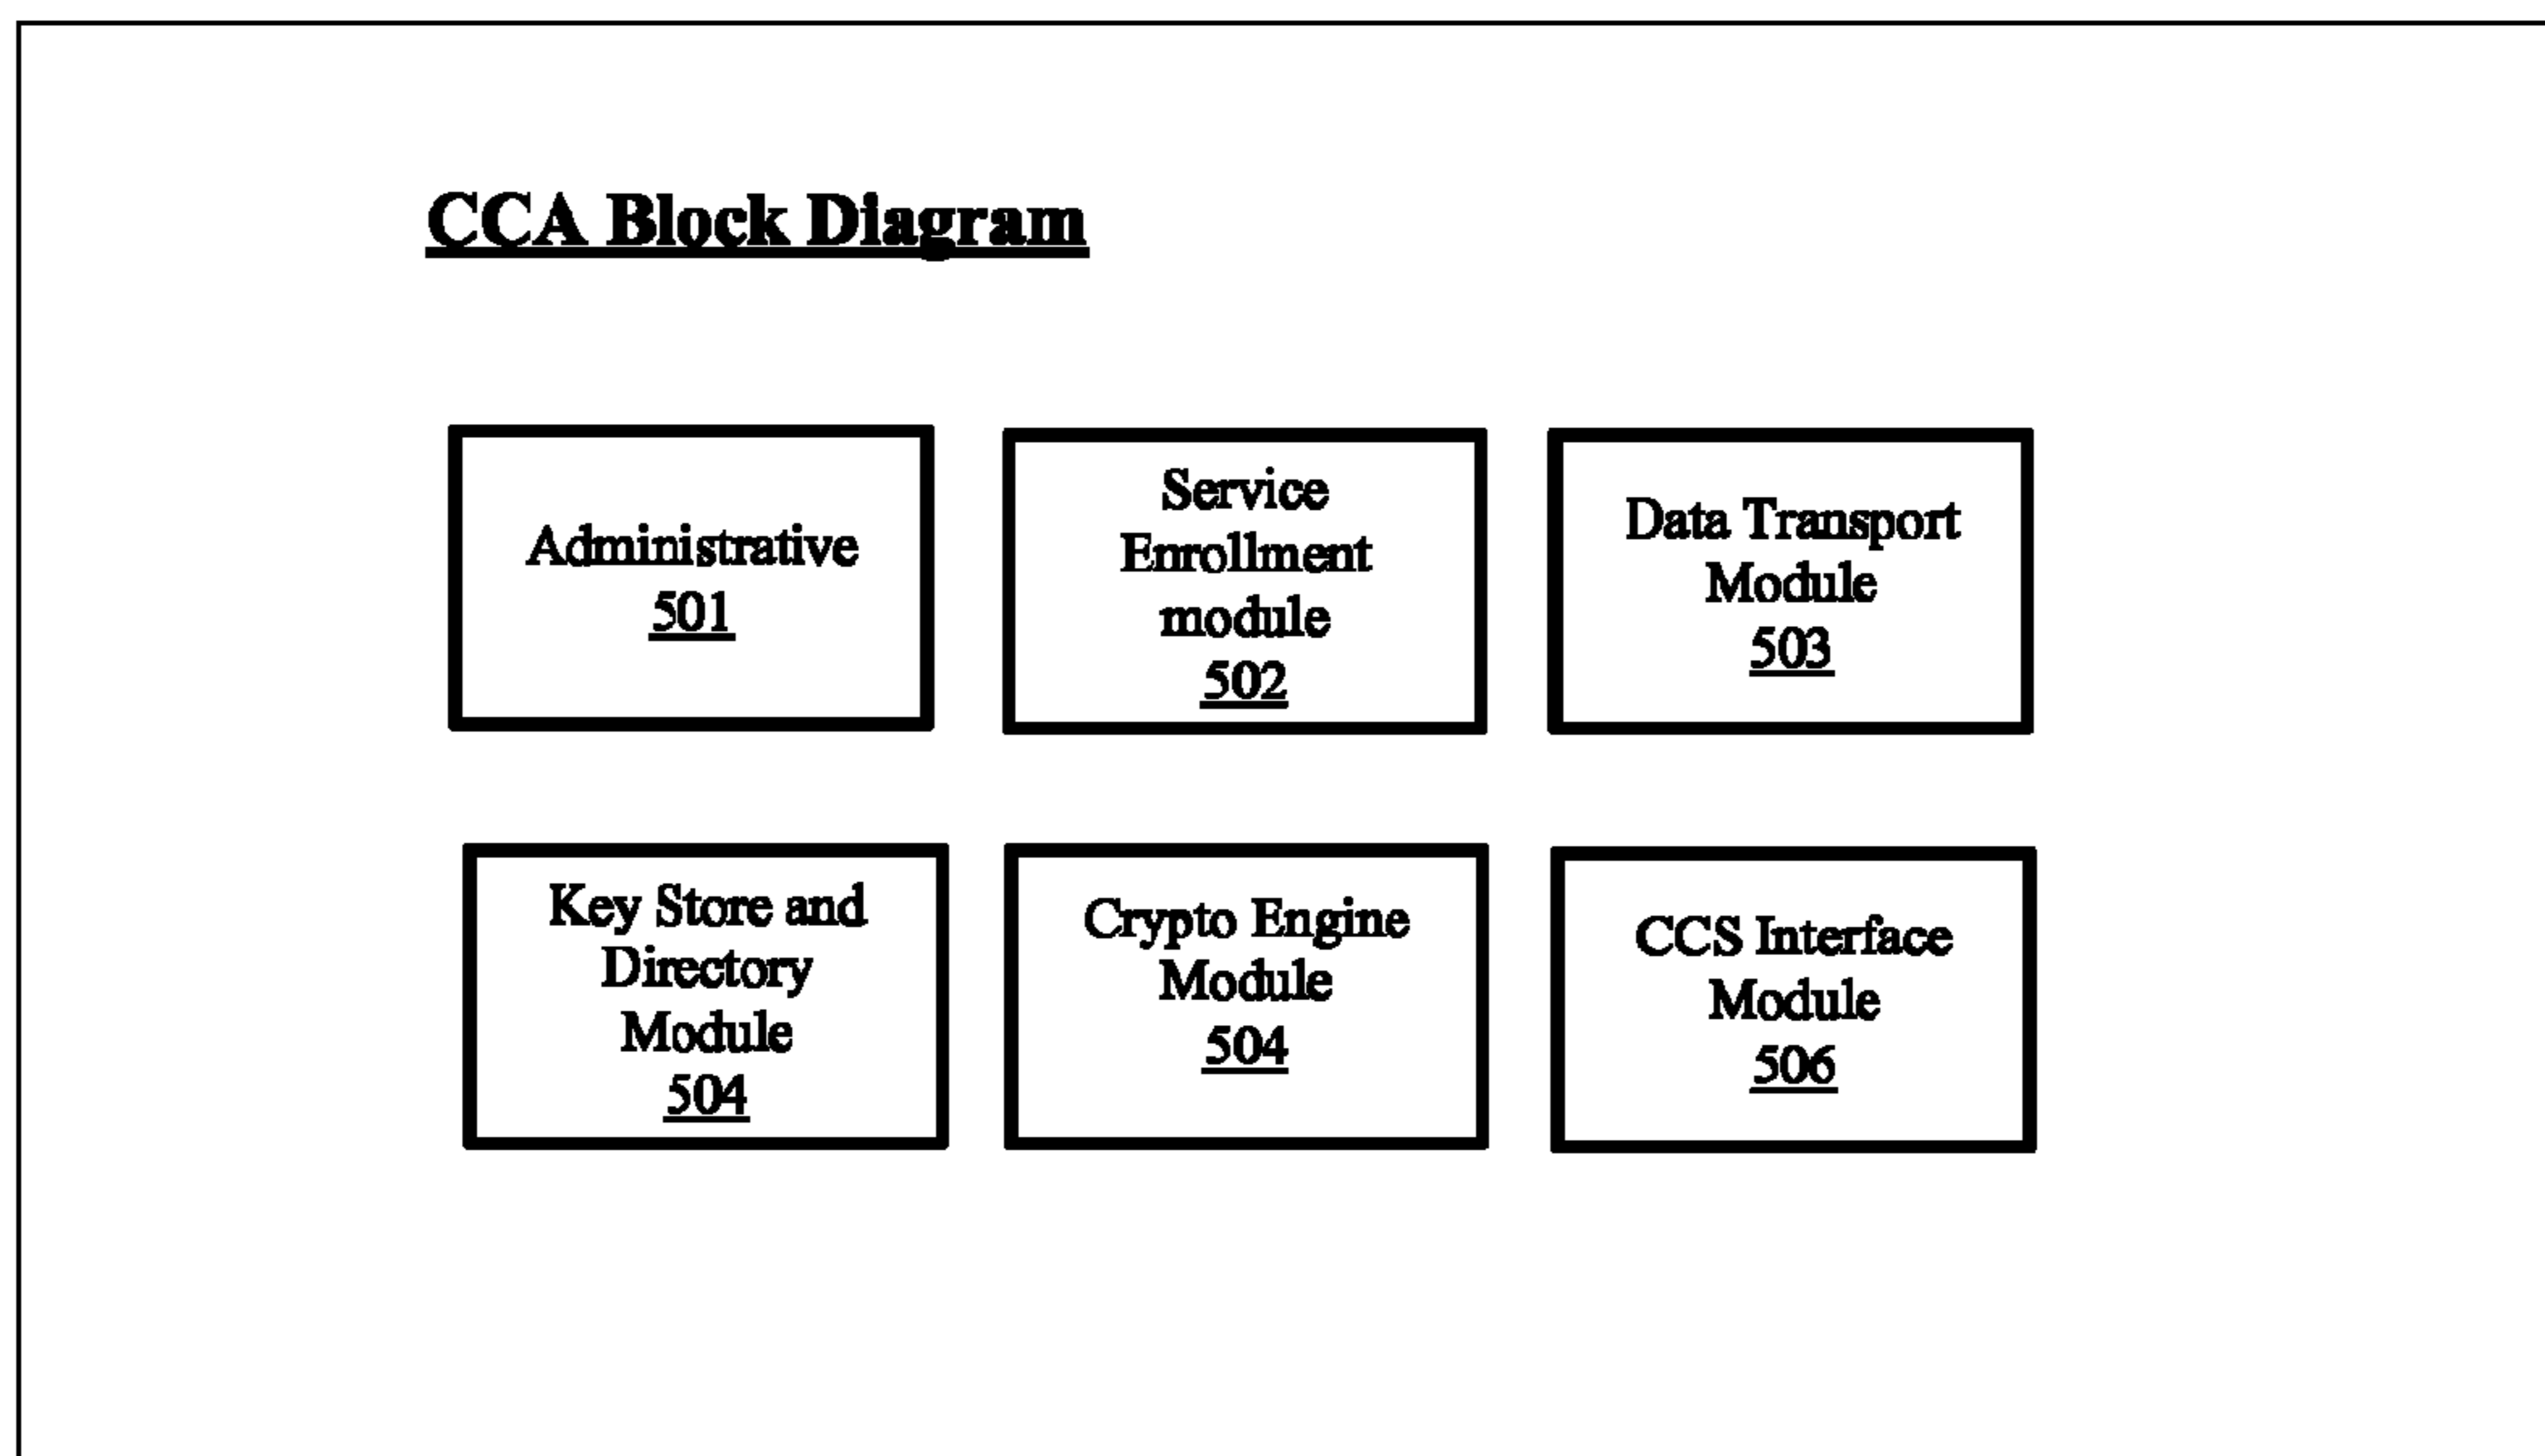 CCA Block Diagram
Administrative
501
Service
Enrollment
module
502
Data Transport
Module
503
Key Store and
Directory
Module
504
Crypto Engine
Module
504
CCS Interface
Module
506